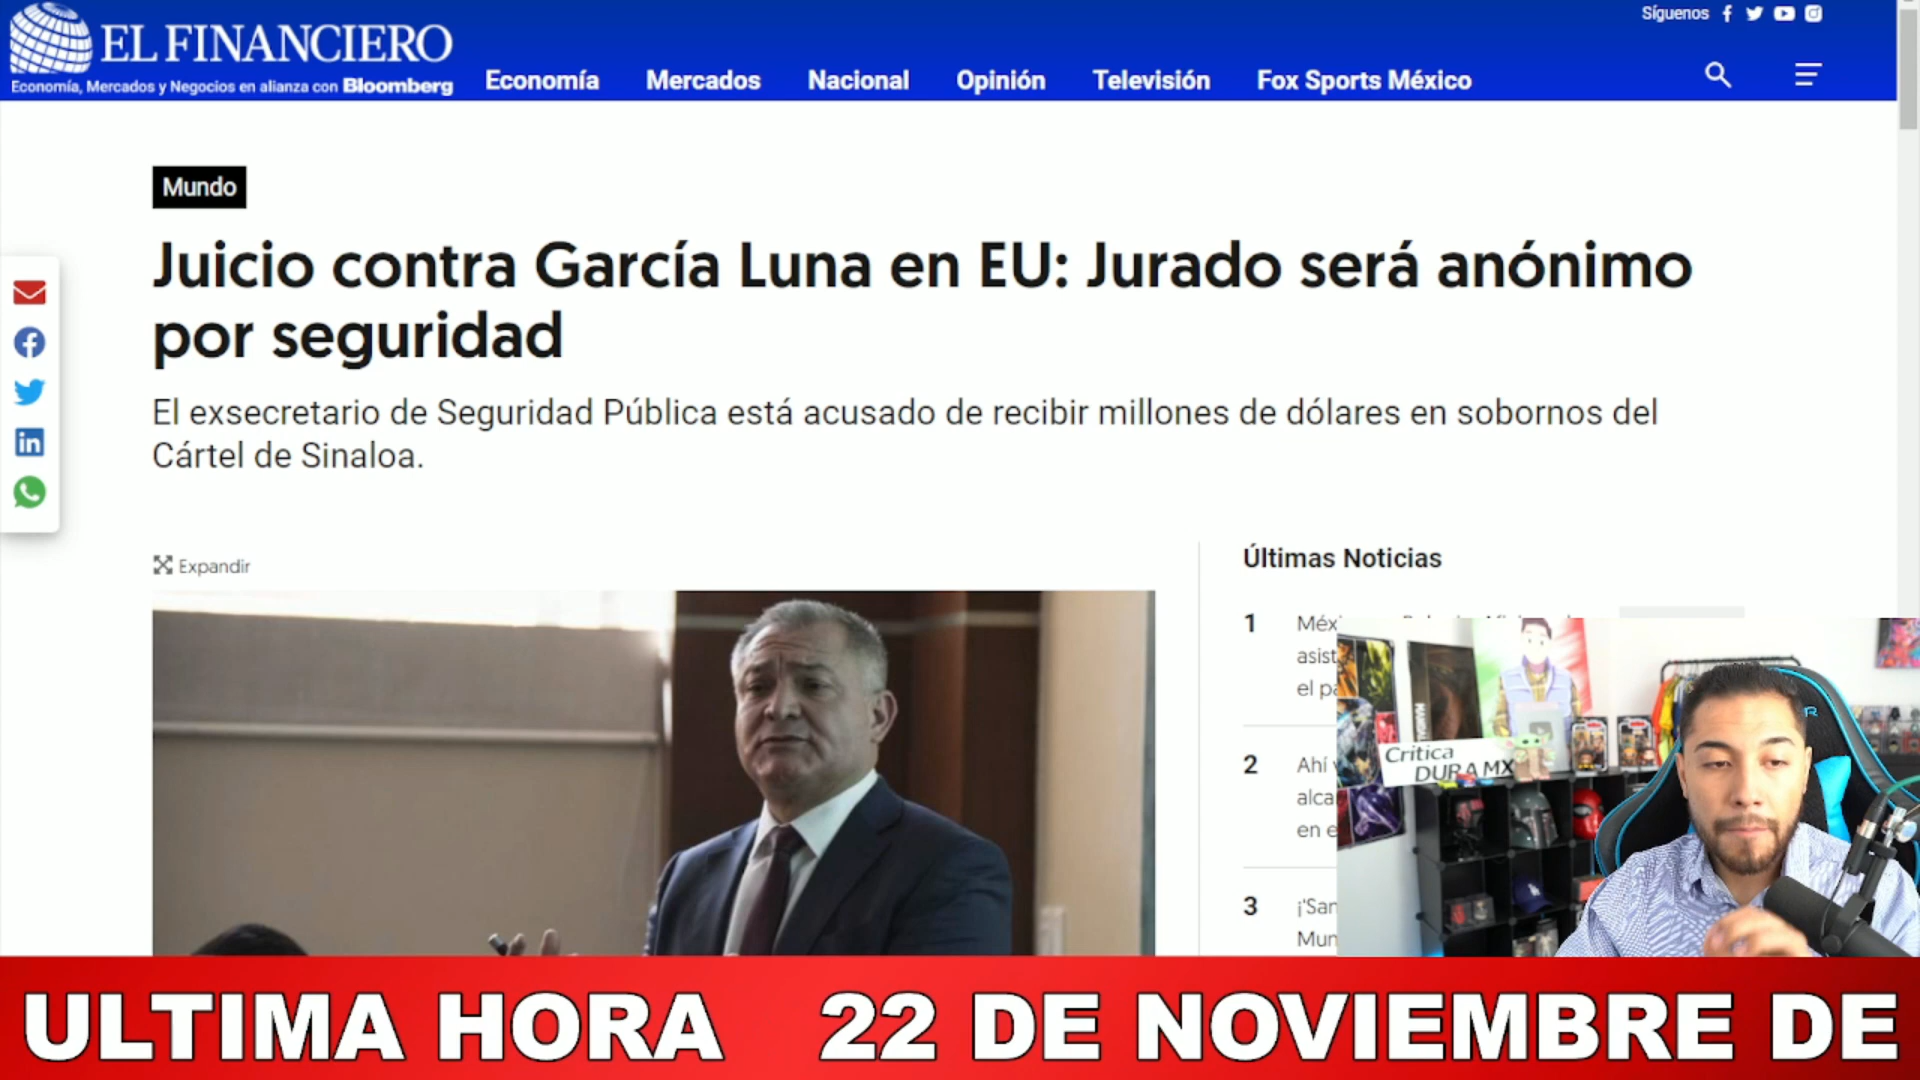 Síguenos
EL FINANCIERO
Economía, Mercados y Negocios en alianza con Bloomberg
Economía Mercados Nacional Opinión Televisión Fox Sports México
Mundo
Juicio contra García Luna en EU: Jurado será anónimo
por seguridad
El exsecretario de Seguridad Pública está acusado de recibir millones de dólares en sobornos del
Cártel de Sinaloa.
Expandir
Últimas Noticias
1
2 Ahí
3
en
el
Critica
DURA MX
ULTIMA HORA 22 DE NOVIEMBRE DE